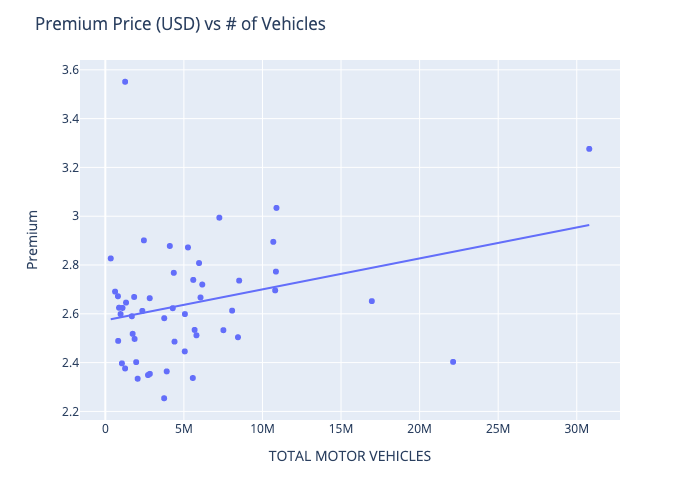 Premium Price (USD) vs # of Vehicles
3.6
3.4
3.2
3
2.8
2.6
2.4
2.2
Premium
0 5M 10M 15M 20M 25M 30M
TOTAL MOTOR VEHICLES